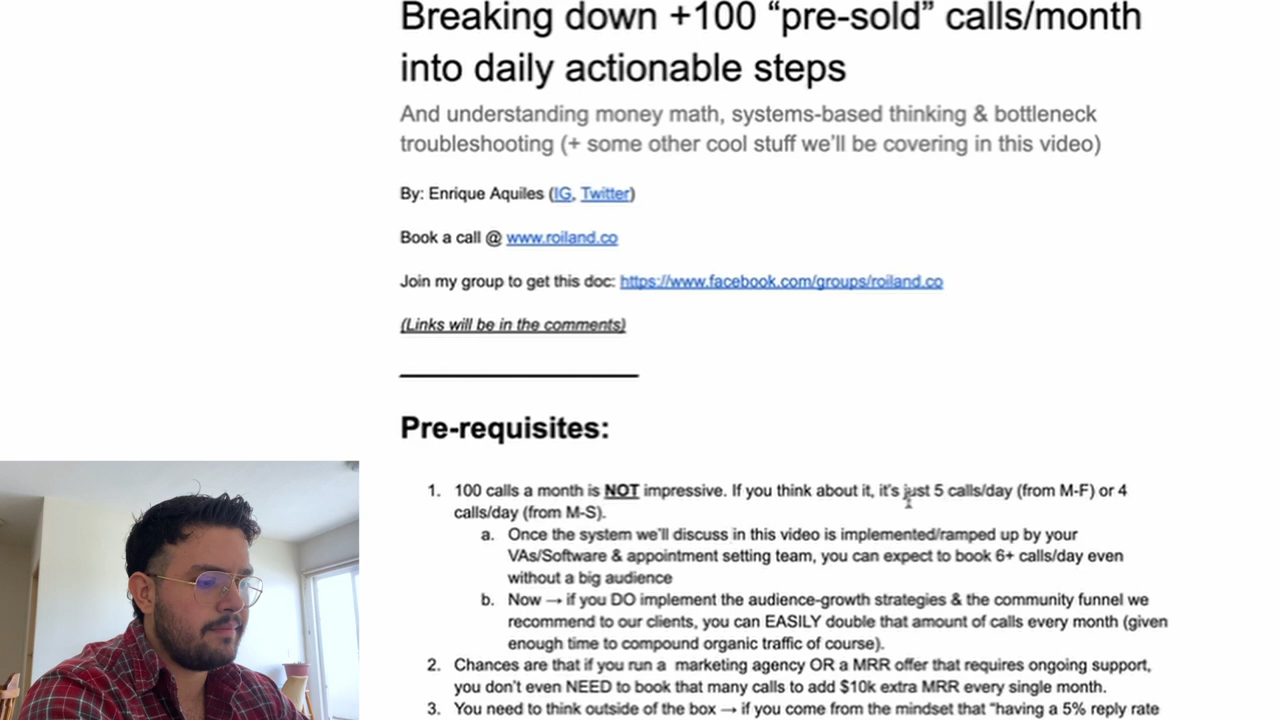 Breaking down +100 “pre-sold” calls/month
into daily actionable steps
And understanding money math, systems-based thinking & bottleneck
troubleshooting (+ some other cool stuff we’ll be covering in this video)
By: Enrique Aquiles (IG, Twitter)
Book a call @ www.roiland.co
Join my group to get this doc: https://www.facebook.com/groups/roiland.co
(Links will be in the comments)
Pre-requisites:
1. 100 calls a month is NOT impressive. If you think about it, it’s just 5 calls/day (from M-F) or 4
calls/day (from M-S).
a. Once the system we’ll discuss in this video is implemented/ramped up by your
VAs/Software & appointment setting team, you can expect to book 6+ calls/day even
without a big audience
b. Now → if you DO implement the audience-growth strategies & the community funnel we
recommend to our clients, you can EASILY double that amount of calls every month (given
enough time to compound organic traffic of course).
2. Chances are that if you run a marketing agency OR a MRR offer that requires ongoing support,
you don’t even NEED to book that many calls to add $10k extra MRR every single month.
3. You need to think outside of the box → if you come from the mindset that “having a 5% reply rate